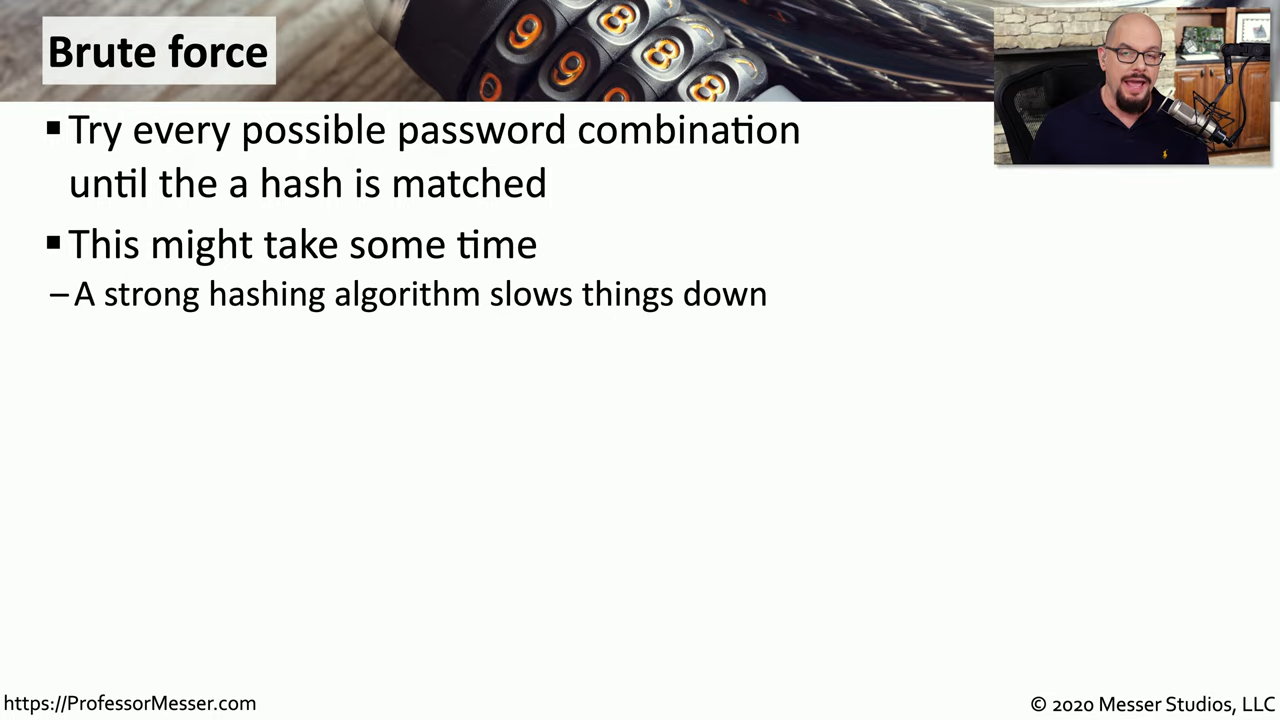 Brute force
▪ Try every possible password combination
until the a hash is matched
▪ This might take some time
– A strong hashing algorithm slows things down
https://ProfessorMesser.com
© 2020 Messer Studios, LLC